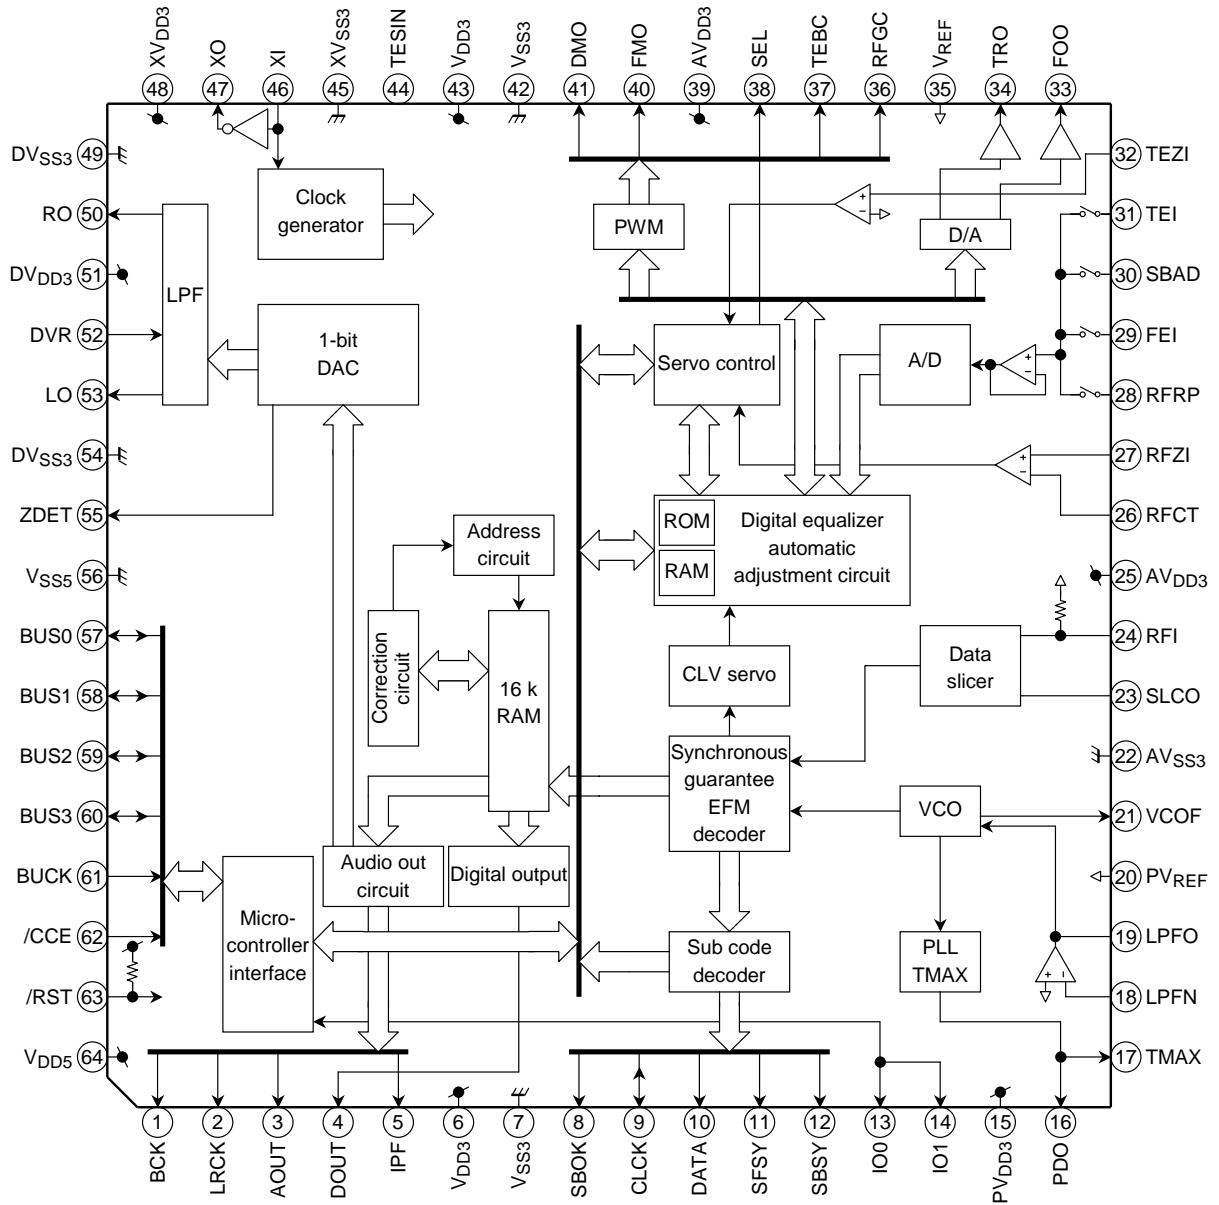 XVDD3
XO
XI
XVSS3
TESIN
VDD3
VSS3
DMO
FMO
AVDD3
SEL
TEBC
RFGC
VREF
TRO
FOO
48
47
46
45
44
43
42
41
40
39
38
37
36
35
34
33
DVSS3 49
RO 50
DVDD3 51
DVR 52
LO 53
DVSS3 54
ZDET 55
VSS5 56
BUS0 57
BUS1 58
BUS2 59
BUS3 60
BUCK 61
/CCE 62
/RST 63
VDD5 64
32 TEZI
31 TEI
30 SBAD
29 FEI
28 RFRP
27 RFZI
26 RFCT
25 AVDD3
24 RFI
23 SLCO
22 AVSS3
21 VCOF
20 PVREF
19 LPFO
18 LPFN
17 TMAX
Clock
generator
LPF
1-bit
DAC
PWM
D/A
+
−
Servo control
A/D
+
−
+
−
ROM
RAM
Digital equalizer
automatic
adjustment circuit
Address
circuit
Correction
circuit
16 k
RAM
CLV servo
Data
slicer
Synchronous
guarantee
EFM
decoder
VCO
Audio out
circuit
Digital output
Micro-
controller
interface
Sub code
decoder
PLL
TMAX
+
−
1
2
3
4
5
6
7
8
9
10
11
12
13
14
15
16
BCK
LRCK
AOUT
DOUT
IPF
VDD3
VSS3
SBOK
CLCK
DATA
SFSY
SBSY
IO0
IO1
PVDD3
PDO